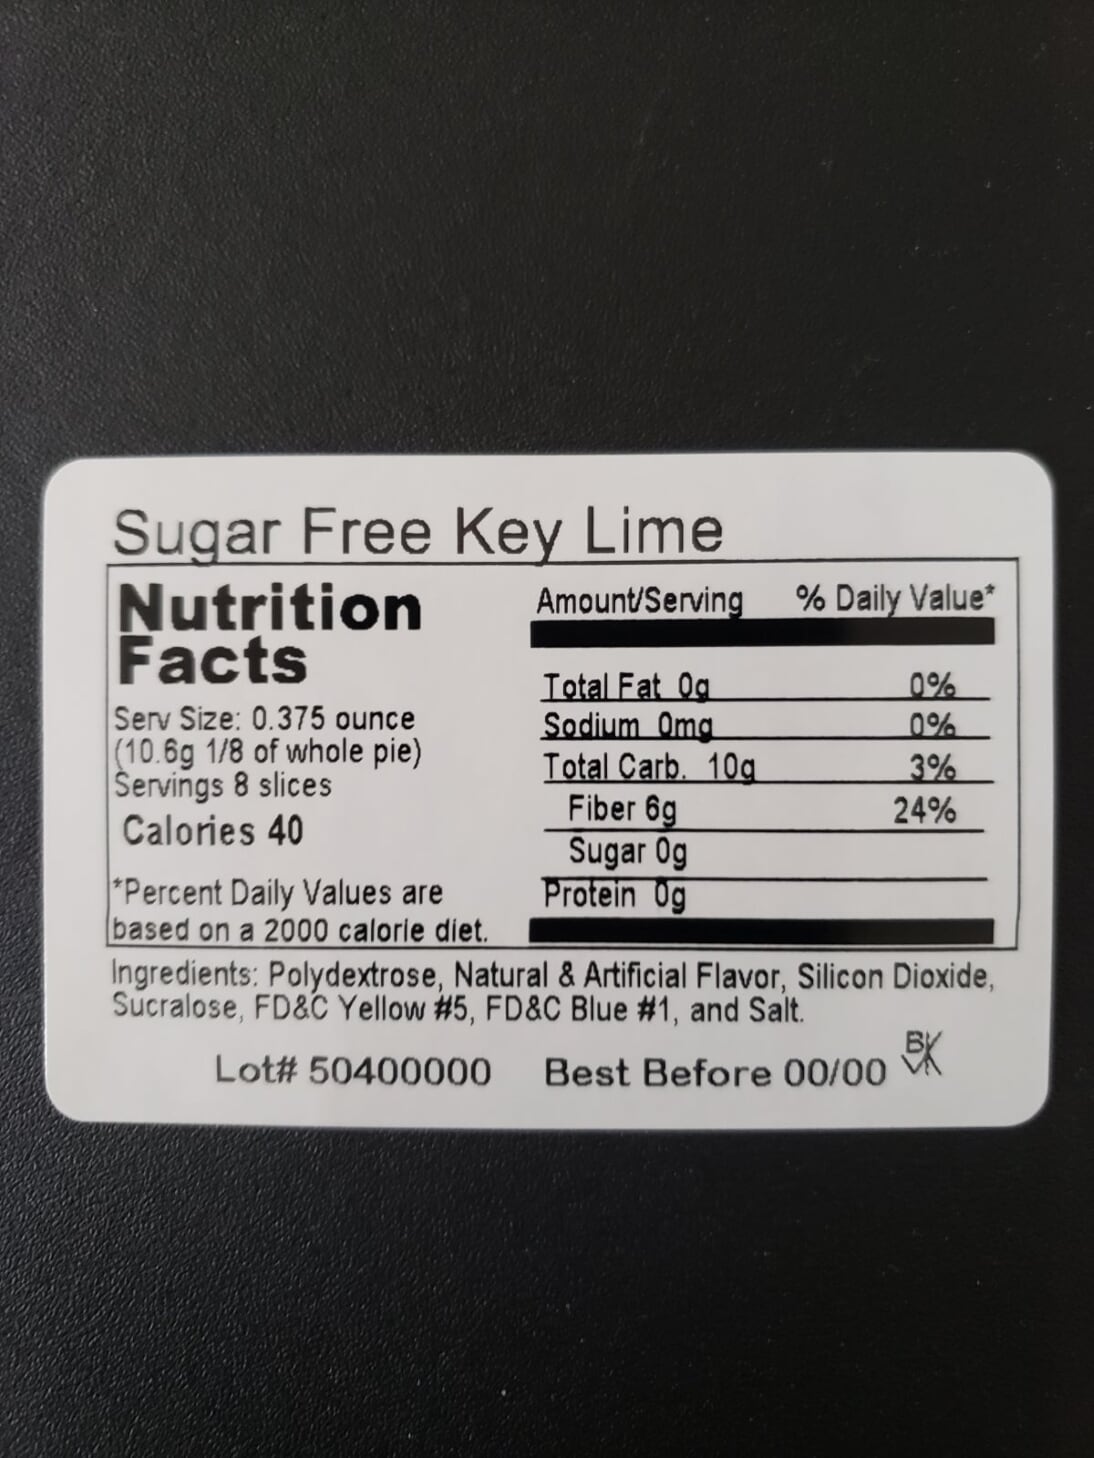 Sugar Free Key Lime
Nutrition
Facts
Serv Size: 0.375 ounce
(10.6g 1/8 of whole pie)
Servings 8 slices
Calories 40
*Percent Daily Values are
based on a 2000 calorie diet.
Amount/Serving % Daily Value*
Total Fat 0g 0%
Sodium 0mg 0%
Total Carb. 10g 3%
Fiber 6g 24%
Sugar 0g
Protein 0g
Ingredients: Polydextrose, Natural & Artificial Flavor, Silicon Dioxide,
Sucralose, FD&C Yellow #5, FD&C Blue #1, and Salt.
Lot# 50400000 Best Before 00/00